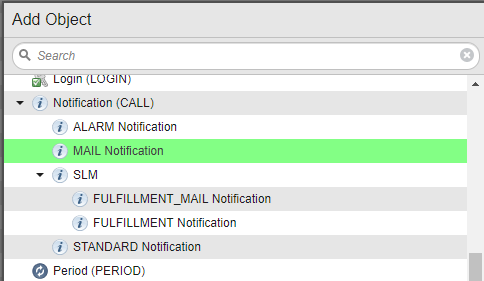 Add Object
Search
Login (LOGIN)
Notification (CALL)
ALARM Notification
MAIL Notification
SLM
FULFILLMENT_MAIL Notification
FULFILLMENT Notification
STANDARD Notification
Period (PERIOD)